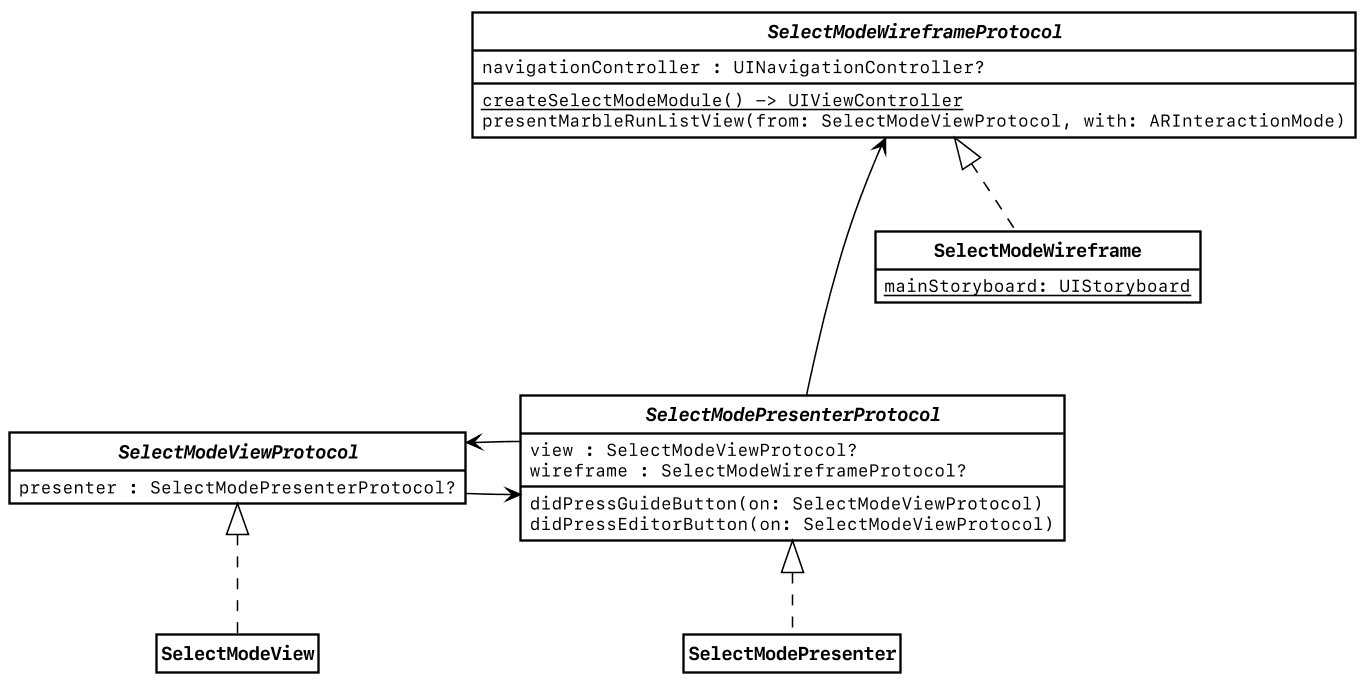 SelectModeWireframeProtocol
navigationController : UINavigationController?
createSelectModeModule() -> UIViewController
presentMarbleRunListView(from: SelectModeViewProtocol, with: ARInteractionMode)
SelectModeWireframe
mainStoryboard: UIStoryboard
SelectModePresenterProtocol
view : SelectModeViewProtocol?
wireframe : SelectModeWireframeProtocol?
didPressGuideButton(on: SelectModeViewProtocol)
didPressEditorButton(on: SelectModeViewProtocol)
SelectModeViewProtocol
presenter : SelectModePresenterProtocol?
SelectModeView
SelectModePresenter